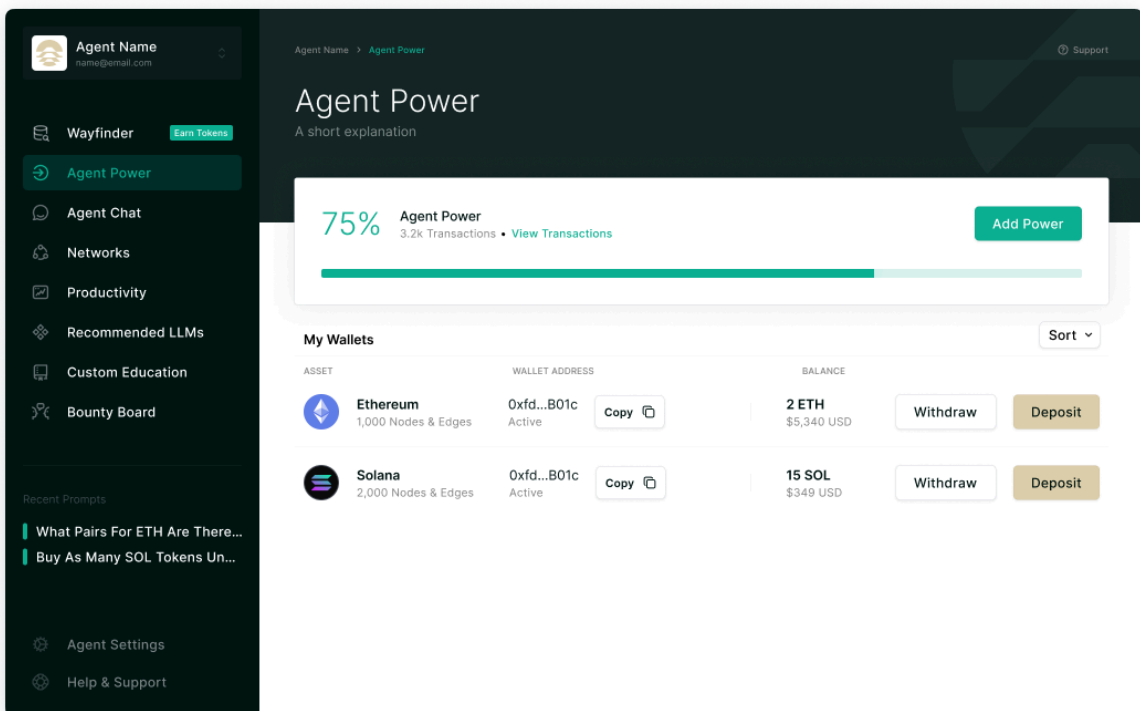 Agent Name
name@email.com
Wayfinder Earn Tokens
Agent Power
Agent Chat
Networks
Productivity
Recommended LLMs
Custom Education
Bounty Board
Recent Prompts
What Pairs For ETH Are There...
Buy As Many SOL Tokens Un...
Agent Settings
Help & Support
Agent Name > Agent Power
Support
Agent Power
A short explanation
75%
Agent Power
3.2k Transactions • View Transactions
Add Power
My Wallets
Sort
ASSET WALLET ADDRESS BALANCE
Ethereum
1,000 Nodes & Edges
0xfd...B01c
Active
Copy
2 ETH
$5,340 USD
Withdraw
Deposit
Solana
2,000 Nodes & Edges
0xfd...B01c
Active
Copy
15 SOL
$349 USD
Withdraw
Deposit